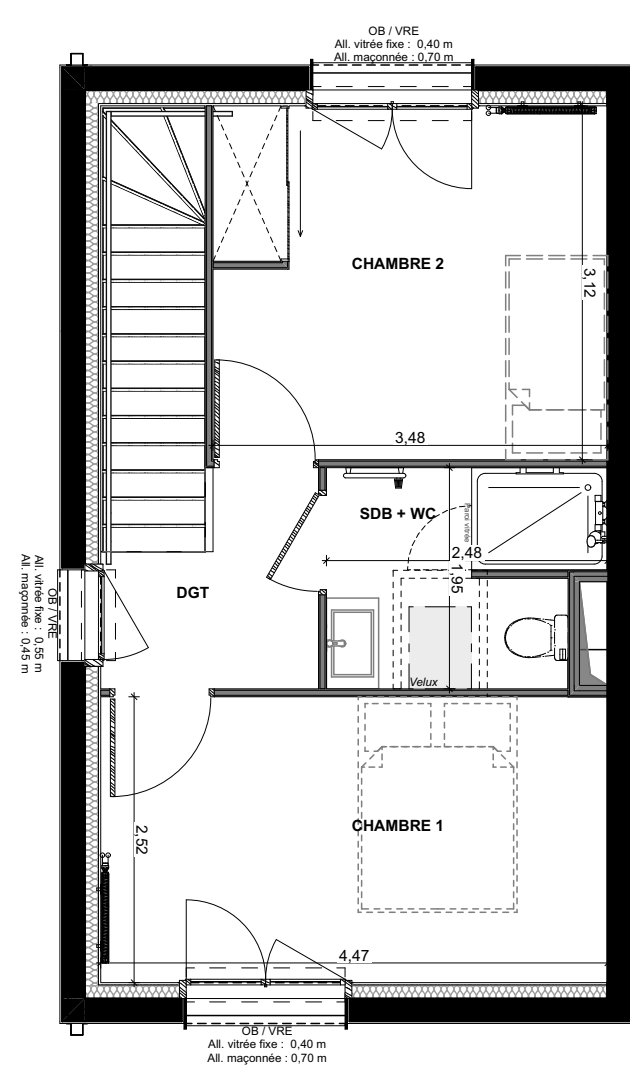 OB / VRE
All. vitrée fixe : 0,40 m
All. maçonnée : 0,70 m
CHAMBRE 2
3,12
3,48
SDB + WC
Paroi vitrée
2,48
1,95
DGT
OB / VRE
All. vitrée fixe : 0,55 m
All. maçonnée : 0,45 m
Velux
CHAMBRE 1
2,52
4,47
OB / VRE
All. vitrée fixe : 0,40 m
All. maçonnée : 0,70 m